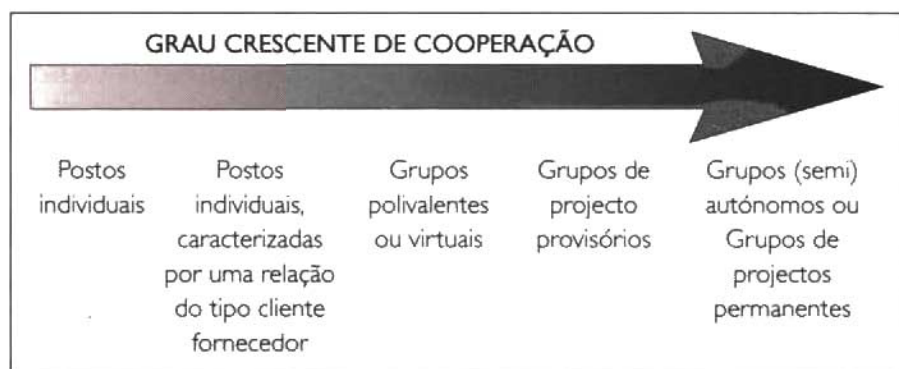 GRAU CRESCENTE DE COOPERAÇÃO
Postos
individuais
Postos
individuais,
caracterizadas
por uma relação
do tipo cliente
fornecedor
Grupos
polivalentes
ou virtuais
Grupos de
projecto
provisórios
Grupos (semi)
autónomos ou
Grupos de
projectos
permanentes